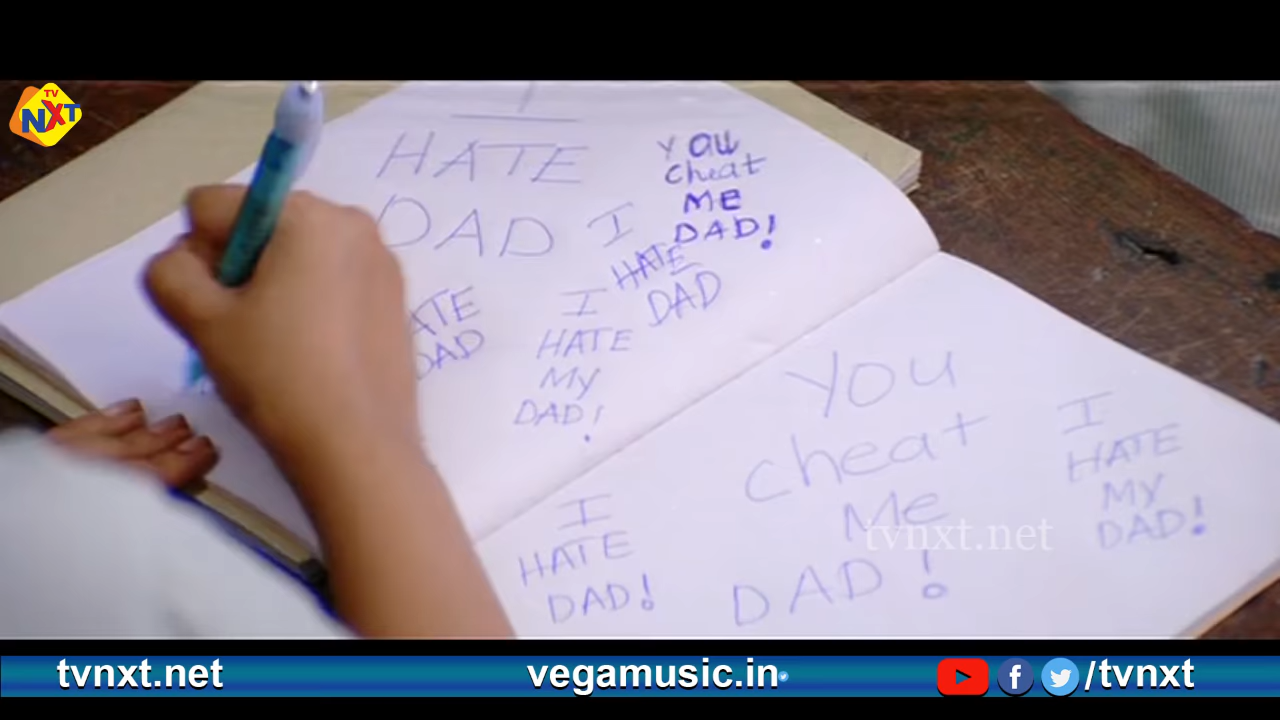 TV
NXT
I
HATE
DAD
YOU
cheat
ME
DAD!
I
HATE
DAD
ATE
DAD
I
HATE
My
DAD!
You
cheat
Me
DAD!
I
HATE
MY
DAD!
I
HATE
DAD!
tvnxt.net
tvnxt.net
vegamusic.in
/tvnxt